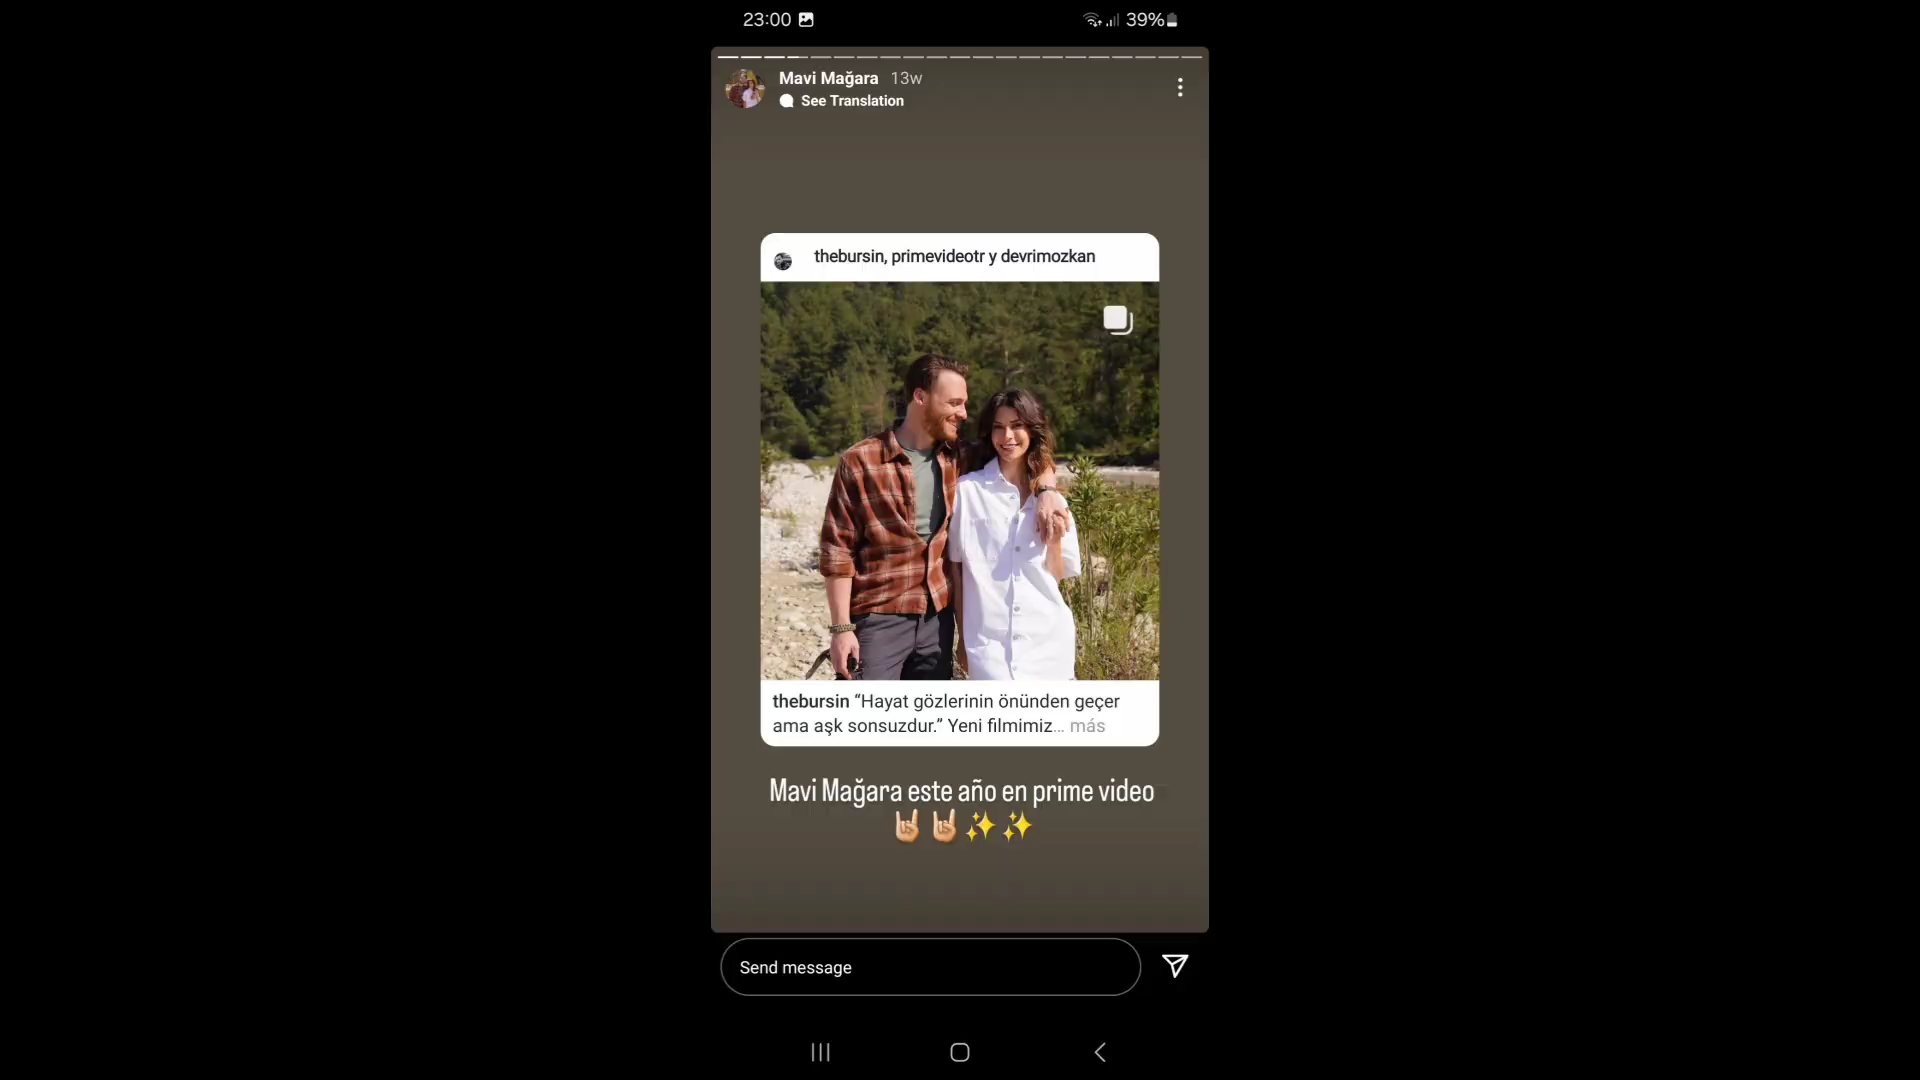 23:00
39%
Mavi Mağara 13w
See Translation
thebursin, primevideotr y devrimozkan
thebursin “Hayat gözlerinin önünden geçer
ama aşk sonsuzdur.” Yeni filmimiz... más
Mavi Mağara este año en prime video
🤘🏼🤘🏼✨✨
Send message